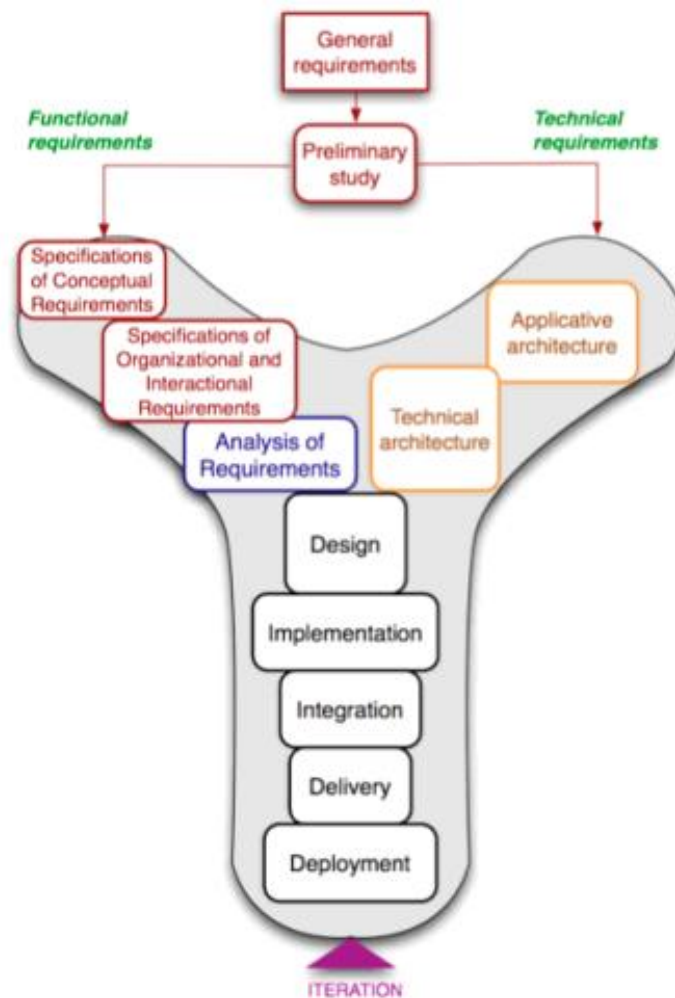 General
requirements
Functional
requirements
Technical
requirements
Preliminary
study
Specifications
of Conceptual
Requirements
Specifications of
Organizational and
Interactional
Requirements
Analysis of
Requirements
Applicative
architecture
Technical
architecture
Design
Implementation
Integration
Delivery
Deployment
ITERATION